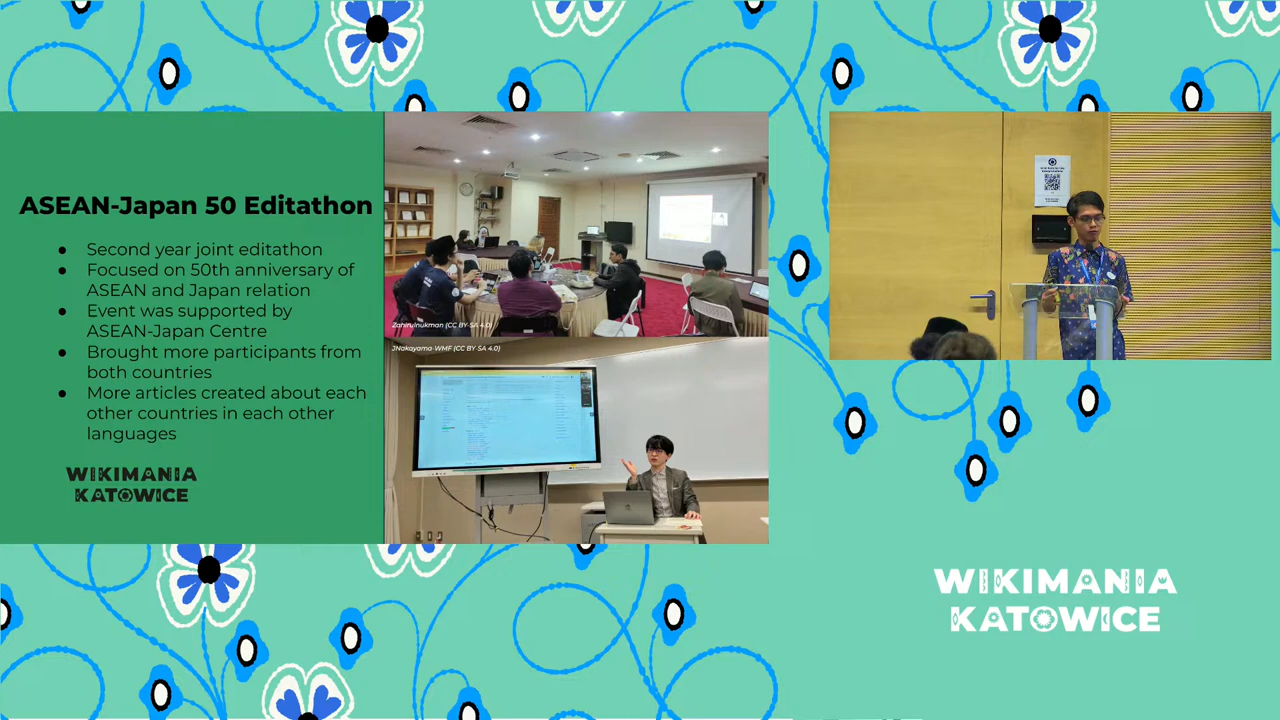 ASEAN-Japan 50 Editathon
● Second year joint editathon
● Focused on 50th anniversary of
ASEAN and Japan relation
● Event was supported by
ASEAN-Japan Centre
● Brought more participants from
both countries
● More articles created about each
other countries in each other
languages
WIKIMANIA
KATOWICE
Zahirulnukman (CC BY-SA 4.0)
JNakayama-WMF (CC BY SA 4.0)
WIKIMANIA
KATOWICE